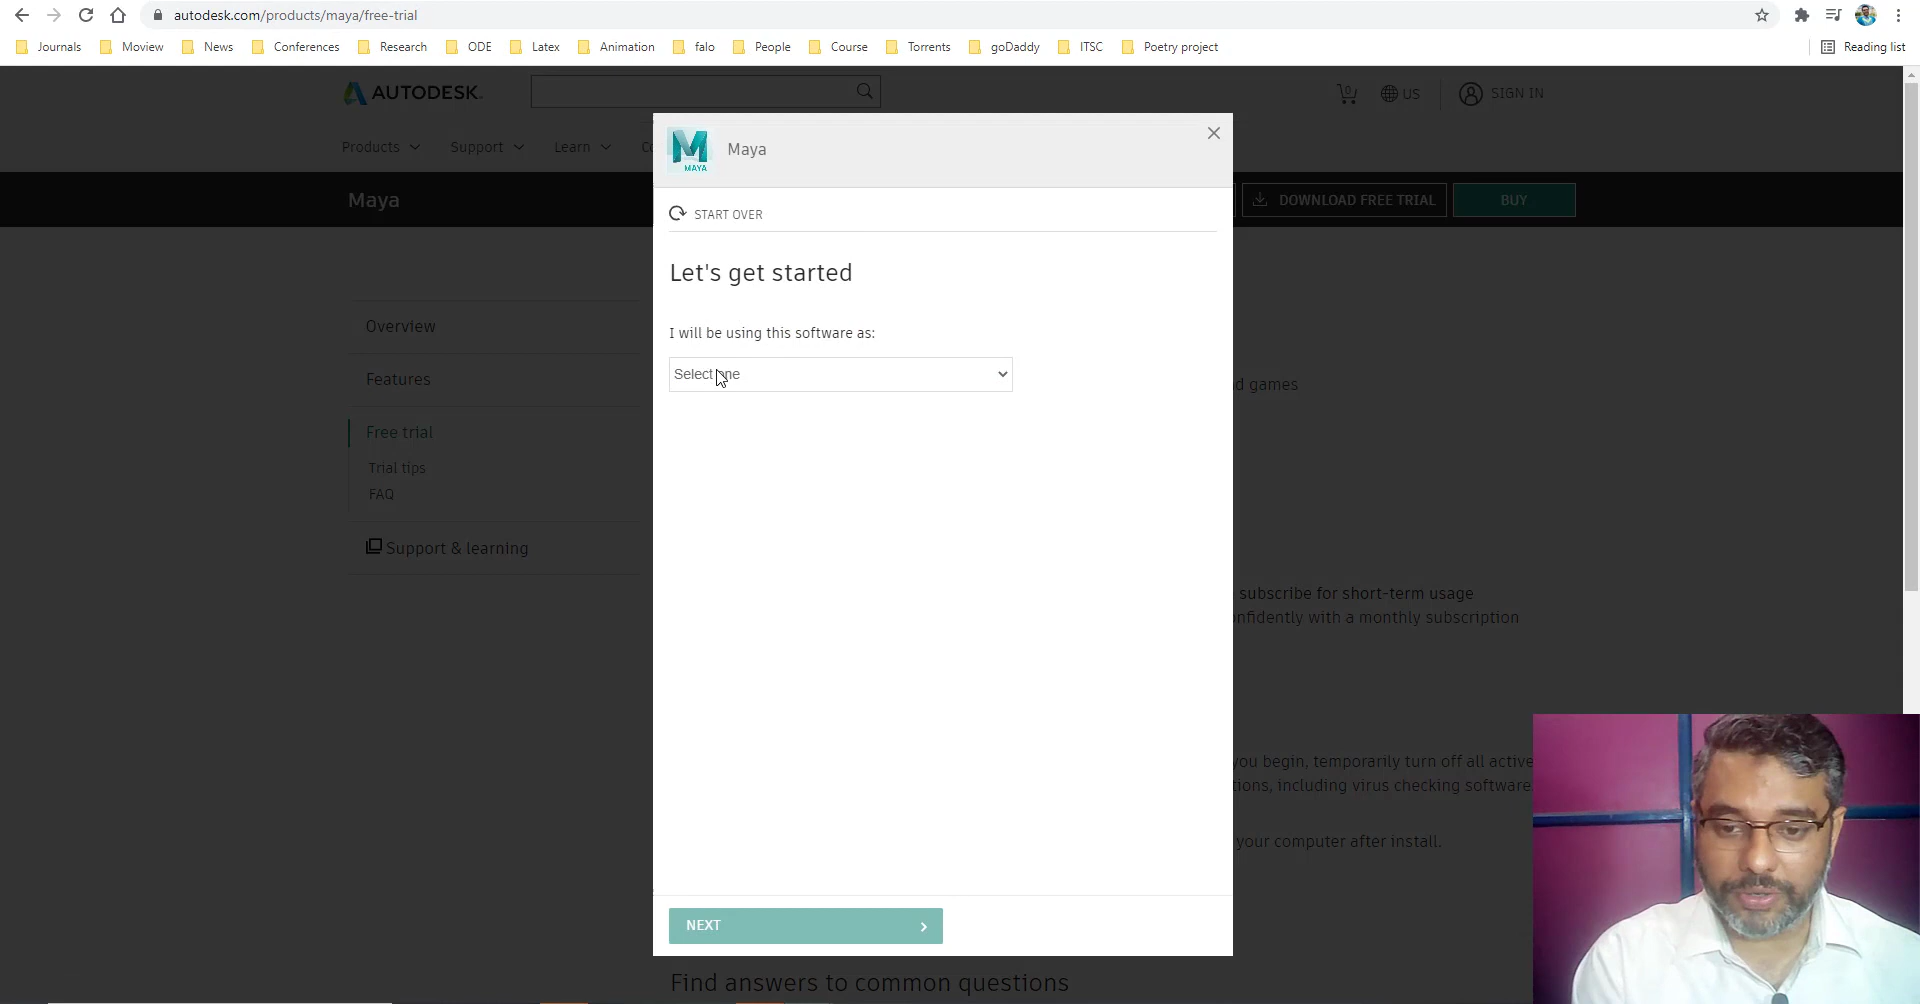 autodesk.com/products/maya/free-trial
Journals Moview News Conferences Research ODE Latex Animation falo People Course Torrents goDaddy ITSC Poetry project Reading list
AUTODESK. 0 US SIGN IN
Products Support Learn
Maya DOWNLOAD FREE TRIAL BUY
MAYA
Maya
START OVER
Let's get started
I will be using this software as:
Select one
NEXT
Overview
Features
Free trial
Trial tips
FAQ
Support & learning
games
subscribe for short-term usage
nfidently with a monthly subscription
you begin, temporarily turn off all active
tions, including virus checking software
your computer after install.
Find answers to common questions